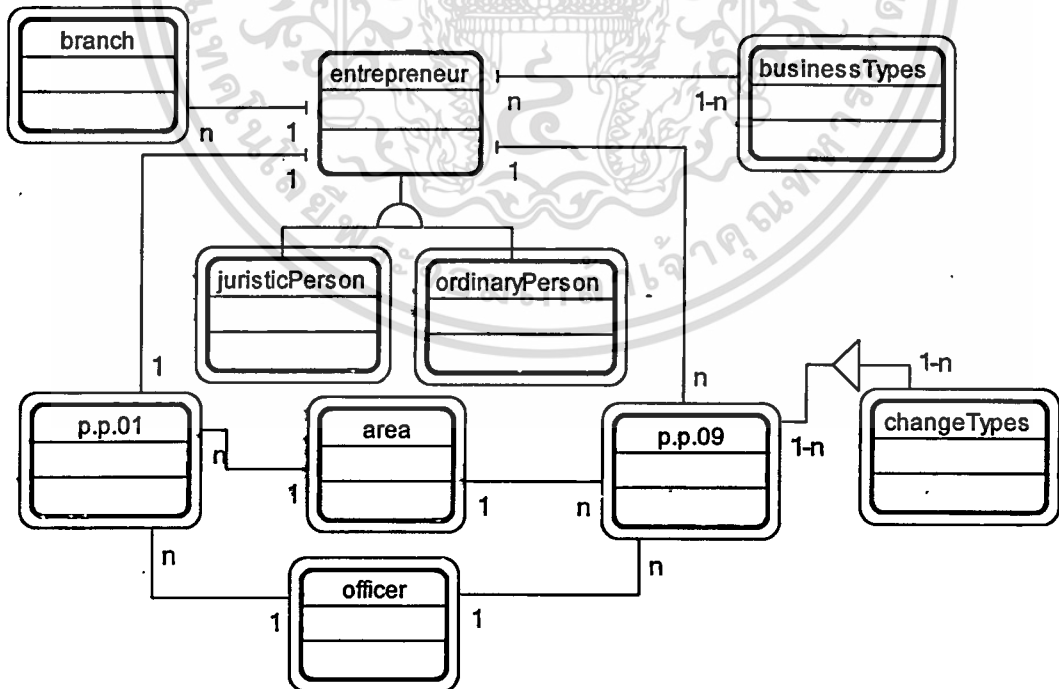 branch
entrepreneur
businessTypes
n
1
n
1-n
1
1
juristicPerson
ordinaryPerson
1
n
1-n
p.p.01
area
p.p.09
changeTypes
n
1
1
n
1-n
n
n
officer
1
1